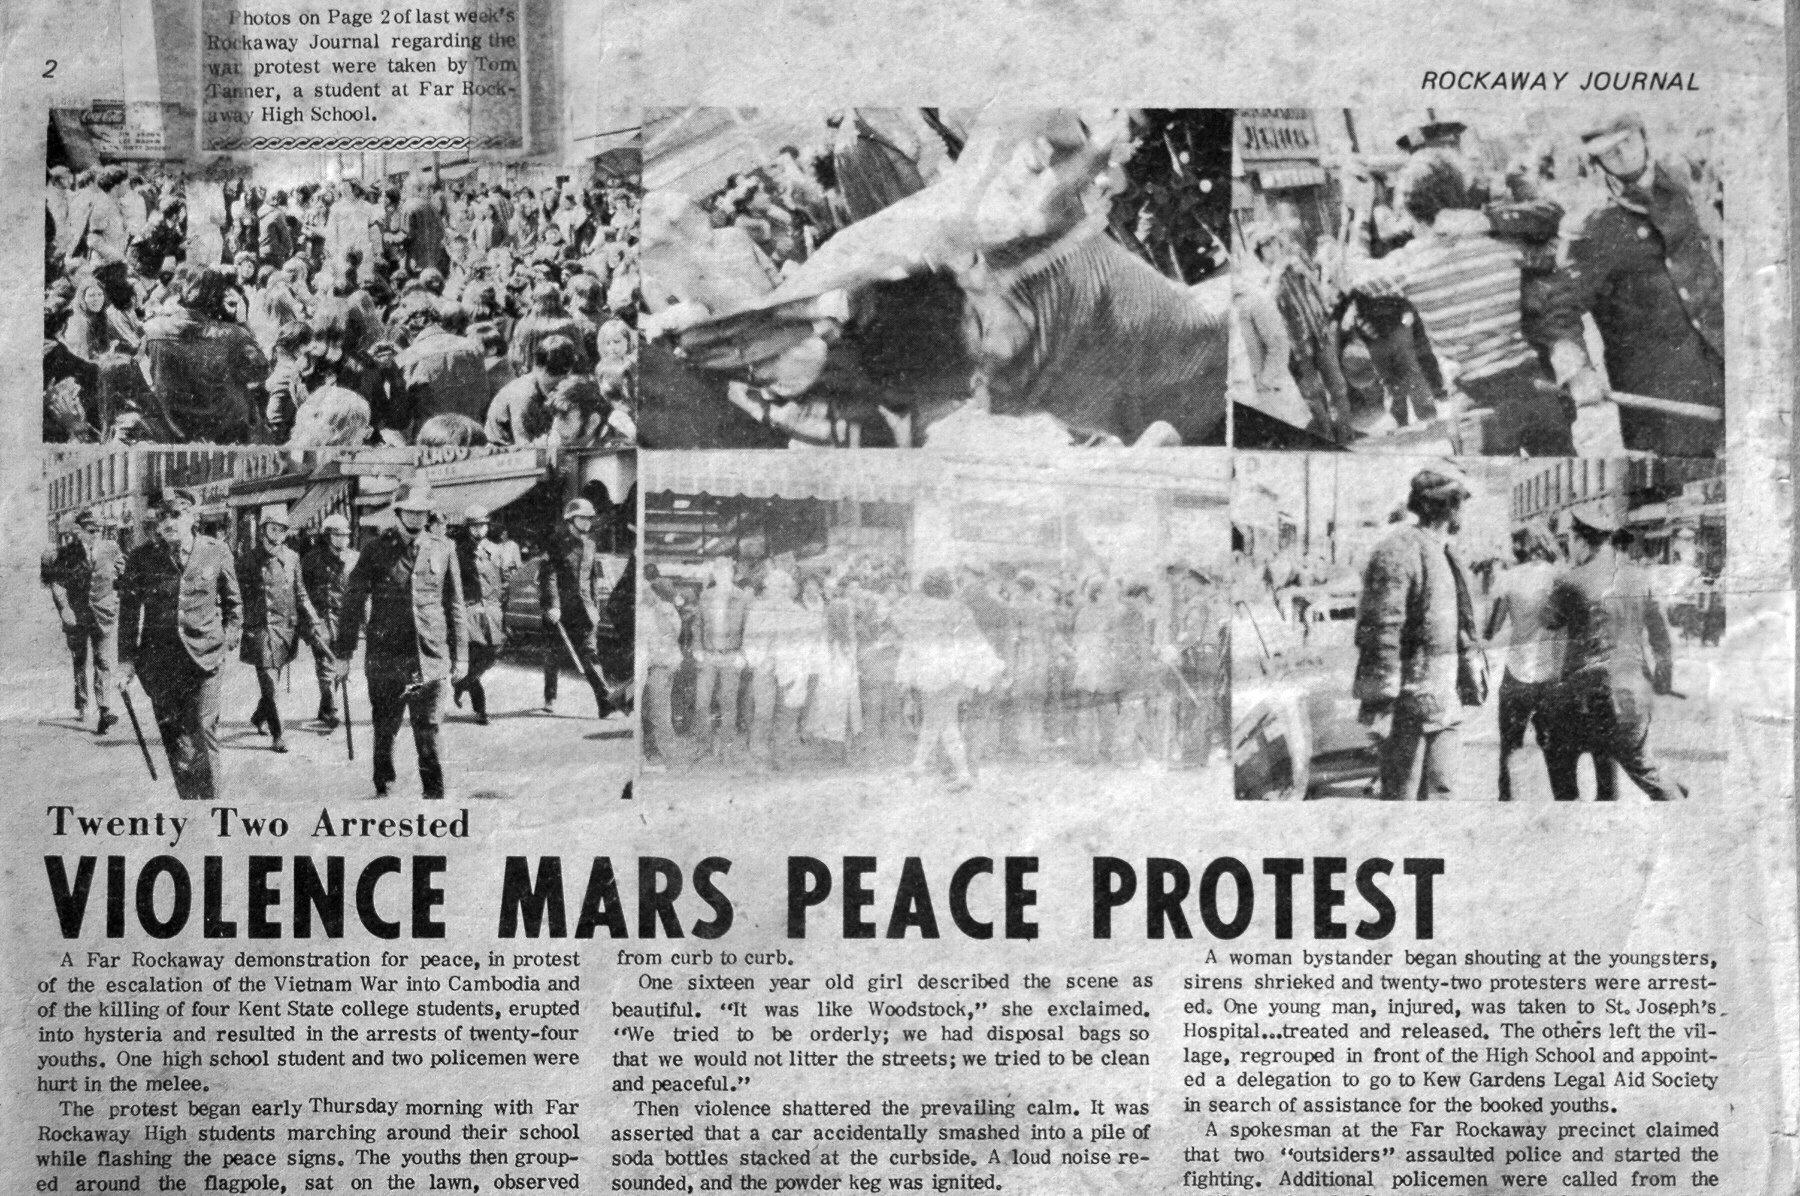 Photos on Page 2 of last week's
Rockaway Journal regarding the
war protest were taken by Tom
Tanner, a student at Far Rock-
away High School.
2
ROCKAWAY JOURNAL
Coca-Cola
Twenty Two Arrested
VIOLENCE MARS PEACE PROTEST
A Far Rockaway demonstration for peace, in protest
of the escalation of the Vietnam War into Cambodia and
of the killing of four Kent State college students, erupted
into hysteria and resulted in the arrests of twenty-four
youths. One high school student and two policemen were
hurt in the melee.
The protest began early Thursday morning with Far
Rockaway High students marching around their school
while flashing the peace signs. The youths then group-
ed around the flagpole, sat on the lawn, observed
from curb to curb.
One sixteen year old girl described the scene as
beautiful. “It was like Woodstock,” she exclaimed.
“We tried to be orderly; we had disposal bags so
that we would not litter the streets; we tried to be clean
and peaceful.”
Then violence shattered the prevailing calm. It was
asserted that a car accidentally smashed into a pile of
soda bottles stacked at the curbside. A loud noise re-
sounded, and the powder keg was ignited.
A woman bystander began shouting at the youngsters,
sirens shrieked and twenty-two protesters were arrest-
ed. One young man, injured, was taken to St. Joseph's
Hospital...treated and released. The others left the vil-
lage, regrouped in front of the High School and appoint-
ed a delegation to go to Kew Gardens Legal Aid Society
in search of assistance for the booked youths.
A spokesman at the Far Rockaway precinct claimed
that two “outsiders” assaulted police and started the
fighting. Additional policemen were called from the